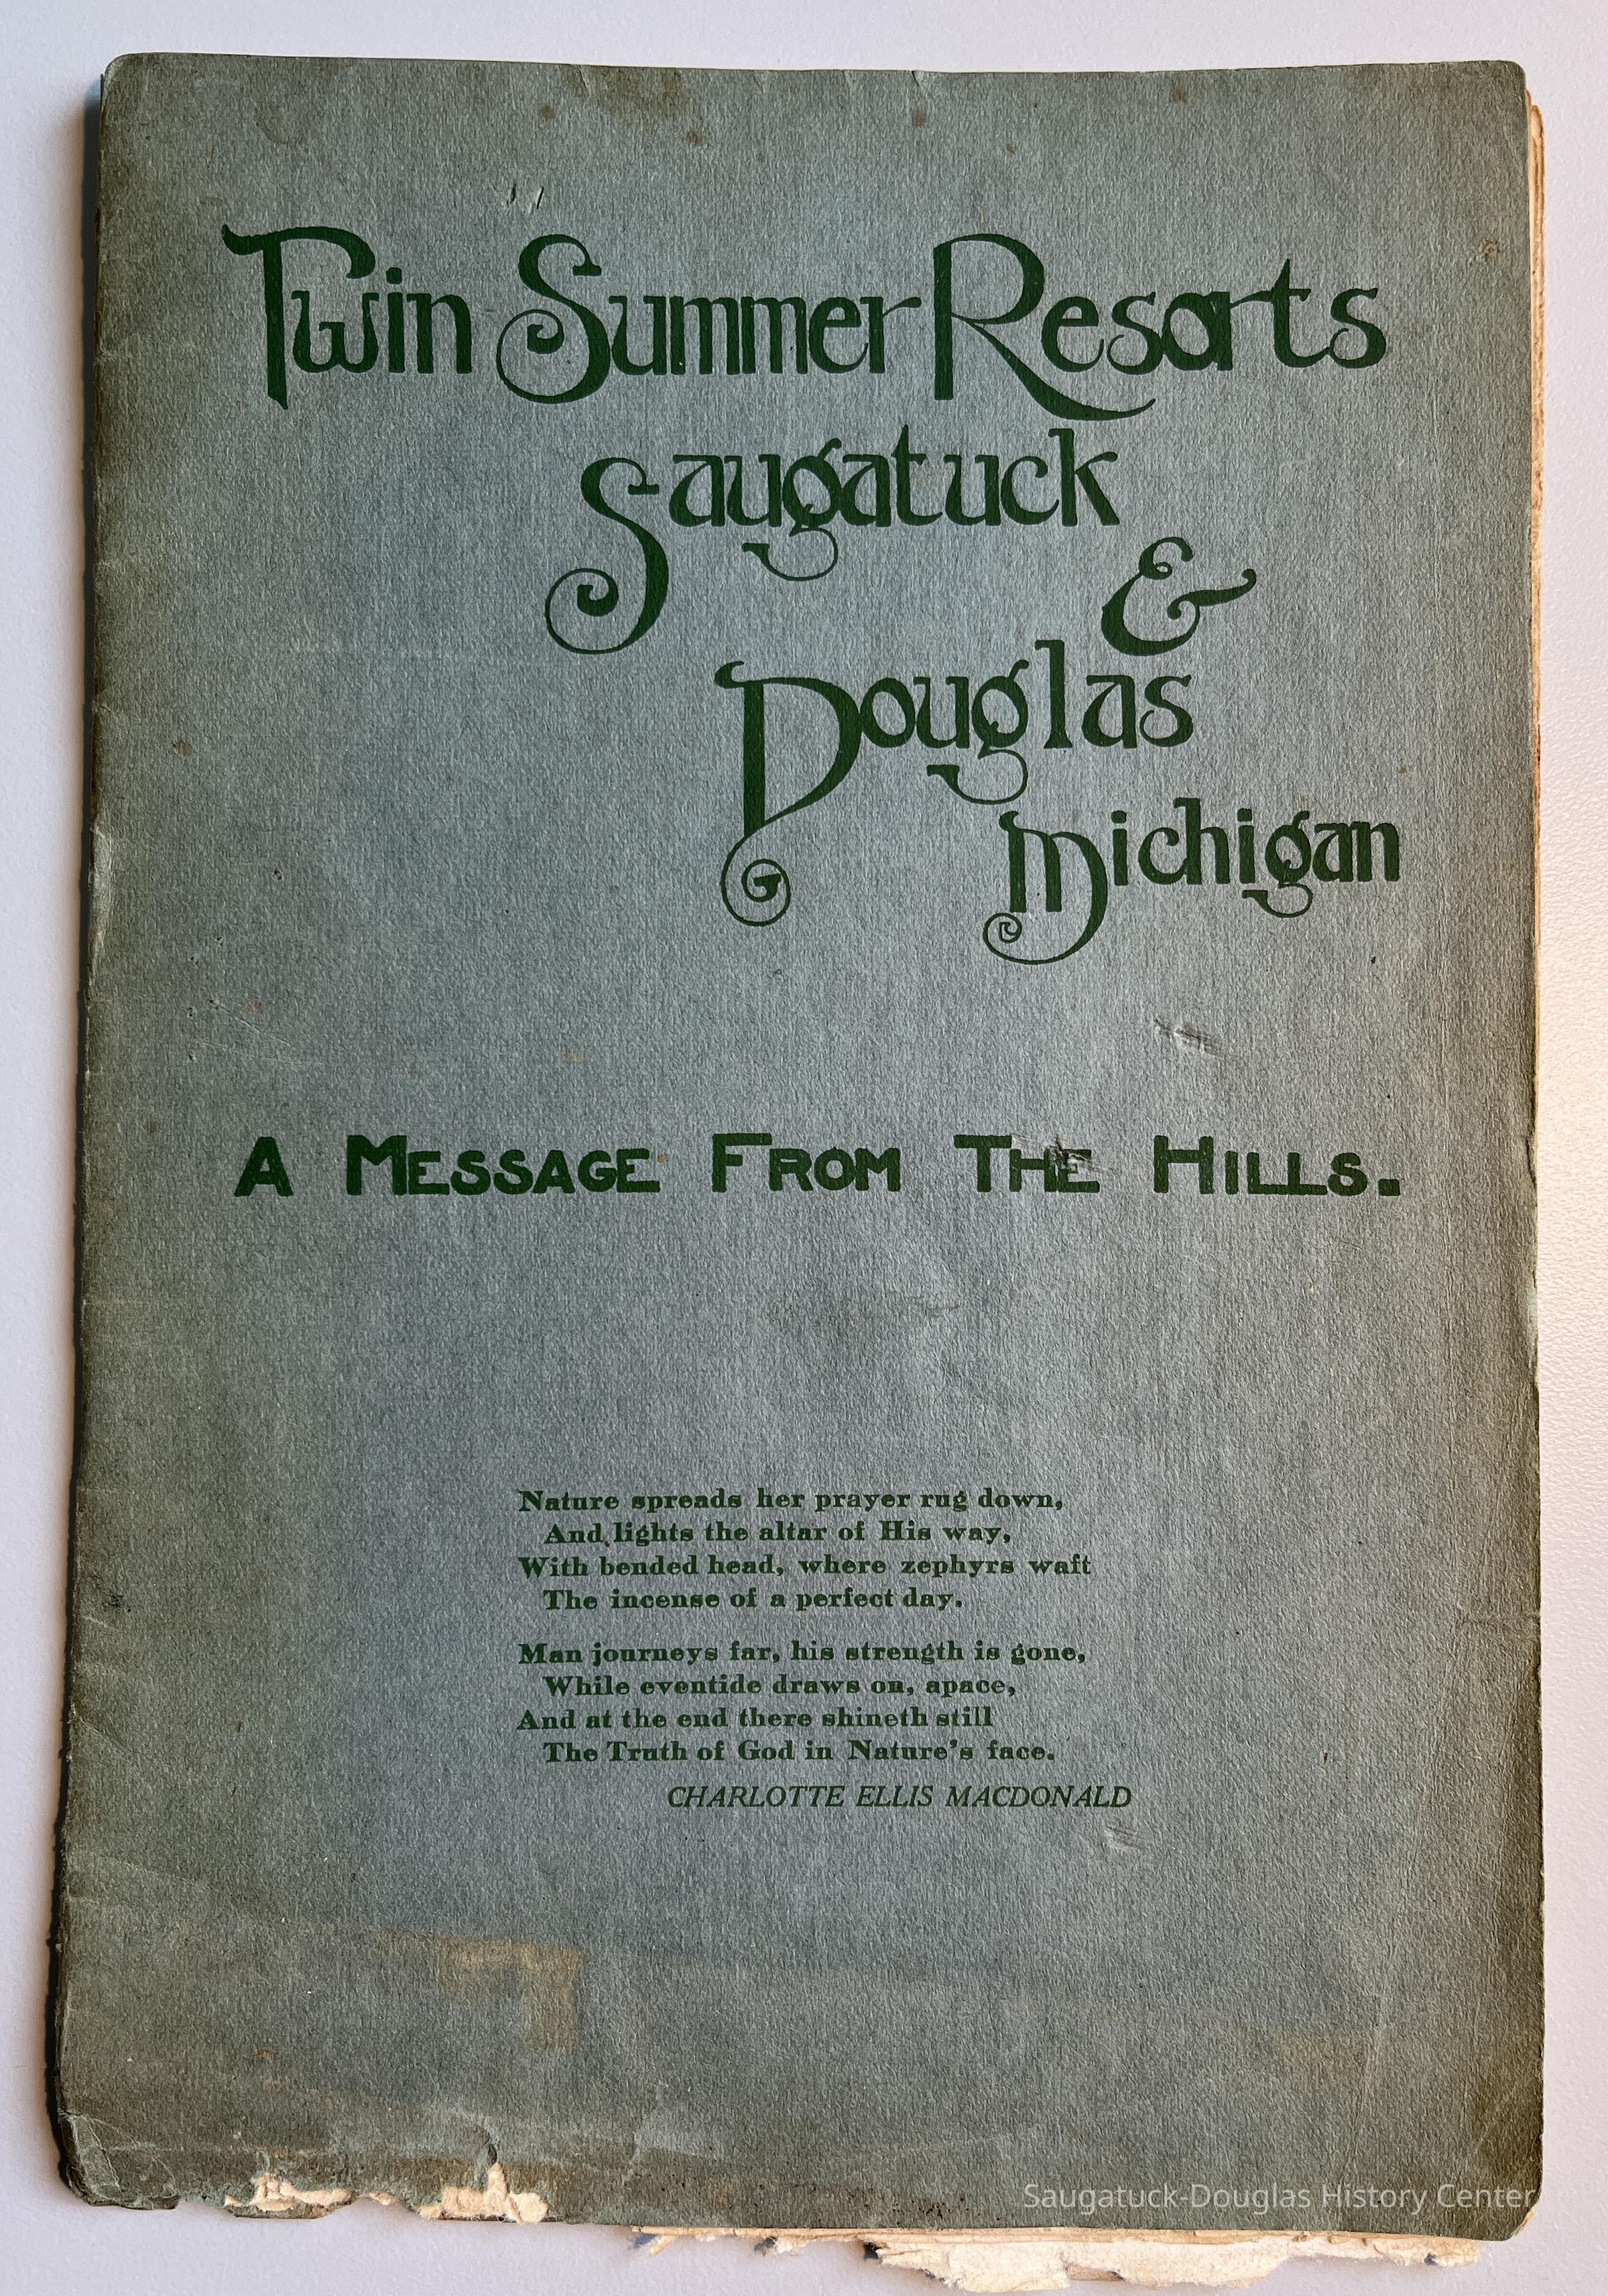 Twin Summer Resorts
Saugatuck
&
Douglas
Michigan
A MESSAGE FROM THE HILLS.
Nature spreads her prayer rug down,
And lights the altar of His way,
With bended head, where zephyrs waft
The incense of a perfect day.
Man journeys far, his strength is gone,
While eventide draws on, apace,
And at the end there shineth still
The Truth of God in Nature's face.
CHARLOTTE ELLIS MACDONALD
Saugatuck-Douglas History Center